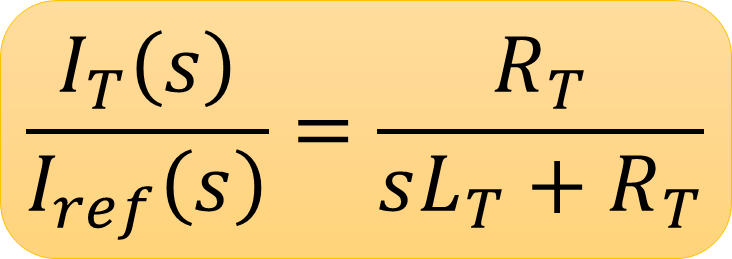 I_T(s) / I_ref(s) = R_T / (sL_T + R_T)